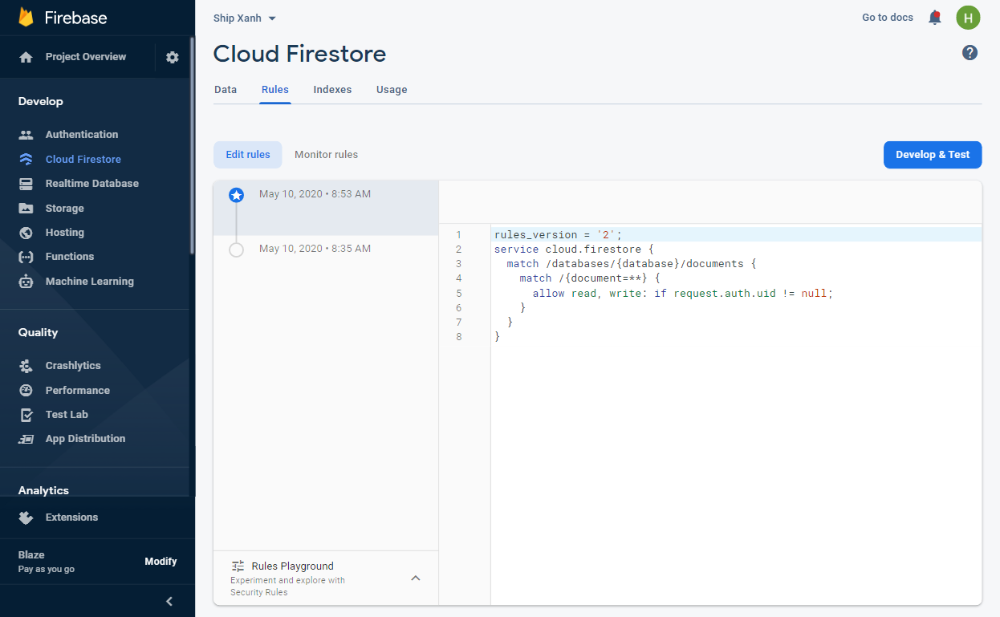 Firebase
Project Overview
Develop
Authentication
Cloud Firestore
Realtime Database
Storage
Hosting
Functions
Machine Learning
Quality
Crashlytics
Performance
Test Lab
App Distribution
Analytics
Extensions
Blaze
Pay as you go
Modify
Ship Xanh
Go to docs
H
Cloud Firestore
?
Data Rules Indexes Usage
Edit rules Monitor rules
Develop & Test
May 10, 2020 • 8:53 AM
May 10, 2020 • 8:35 AM
Rules Playground
Experiment and explore with
Security Rules
1 rules_version = '2';
2 service cloud.firestore {
3 match /databases/{database}/documents {
4 match /{document=**} {
5 allow read, write: if request.auth.uid != null;
6 }
7 }
8 }